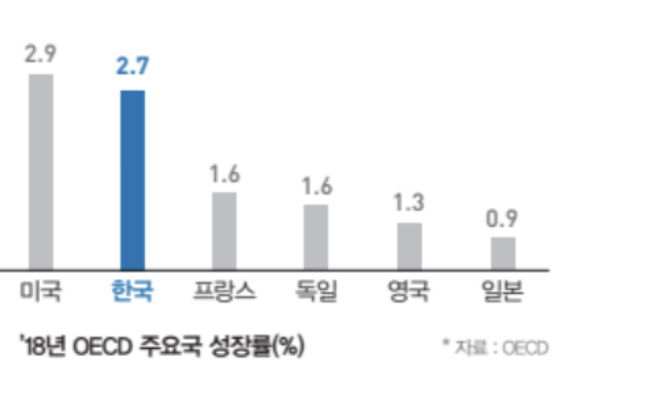 2.9
2.7
1.6
1.6
1.3
0.9
미국 한국 프랑스 독일 영국 일본
'18년 OECD 주요국 성장률(%)
* 자료 : OECD